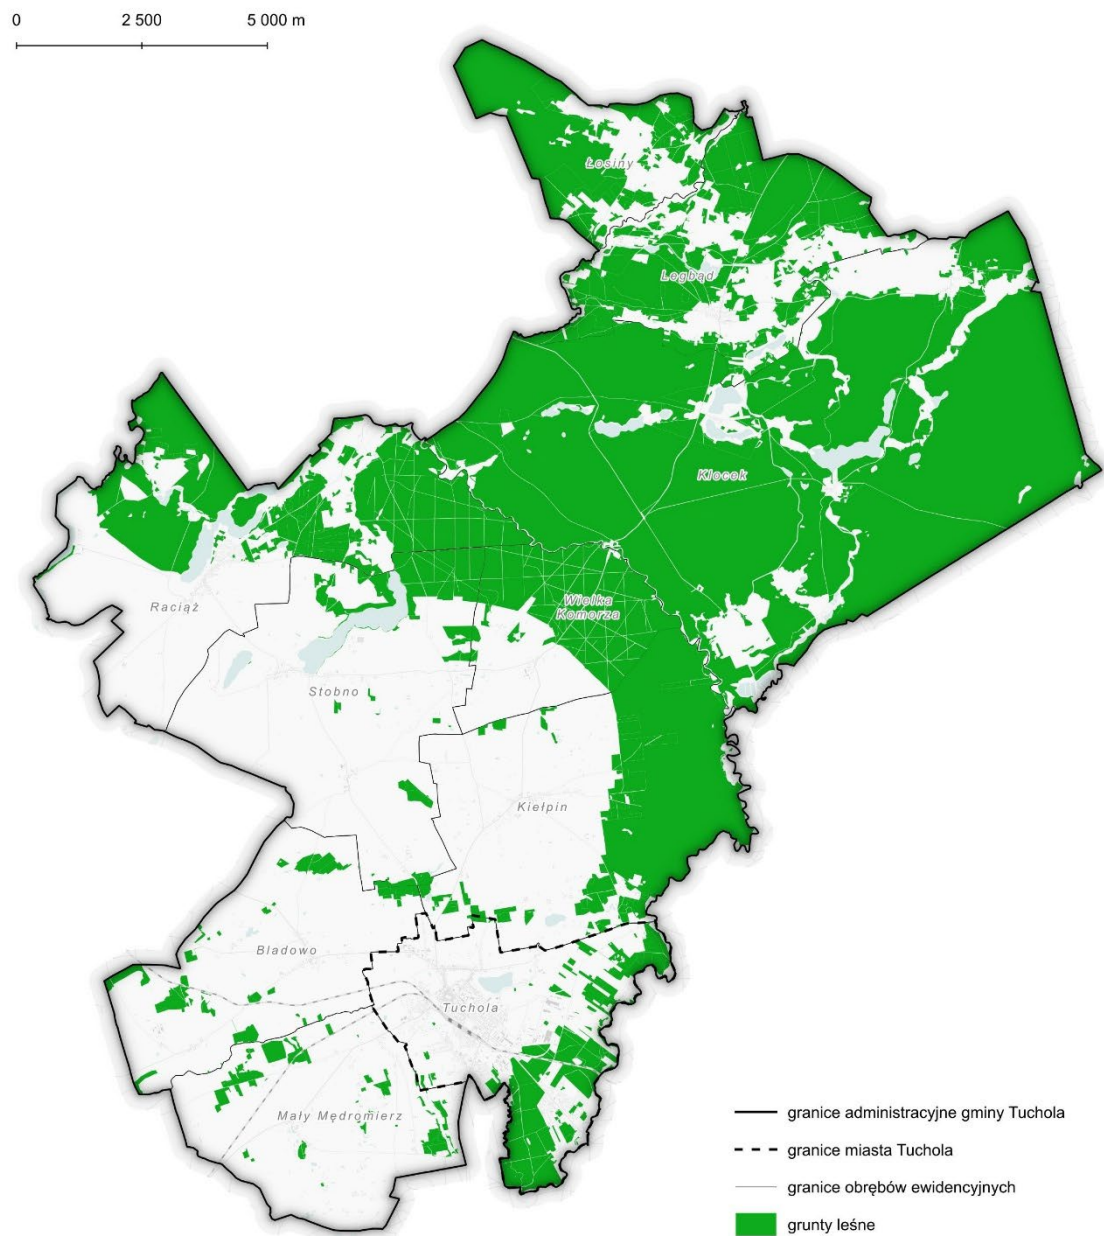 0 2 500 5 000 m
Łosiny
Legbąd
Klocek
Wielka
Komorza
Raciąż
Stobno
Kiełpin
Bladowo
Tuchola
Mały Mędromierz
granice administracyjne gminy Tuchola
granice miasta Tuchola
granice obrębów ewidencyjnych
grunty leśne